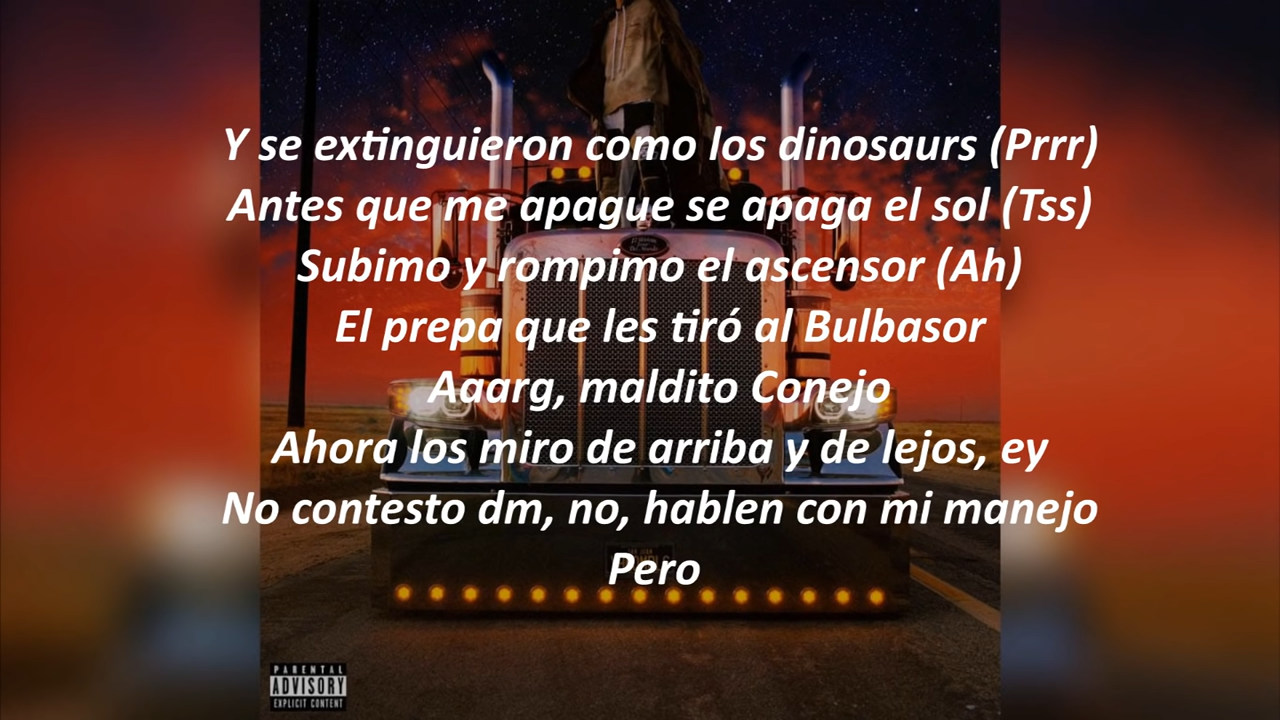 Y se extinguieron como los dinosaurs (Prrr)
Antes que me apague se apaga el sol (Tss)
Subimo y rompimo el ascensor (Ah)
El prepa que les tiró al Bulbasor
Aaarg, maldito Conejo
Ahora los miro de arriba y de lejos, ey
No contesto dm, no, hablen con mi manejo
Pero
PARENTAL
ADVISORY
EXPLICIT CONTENT